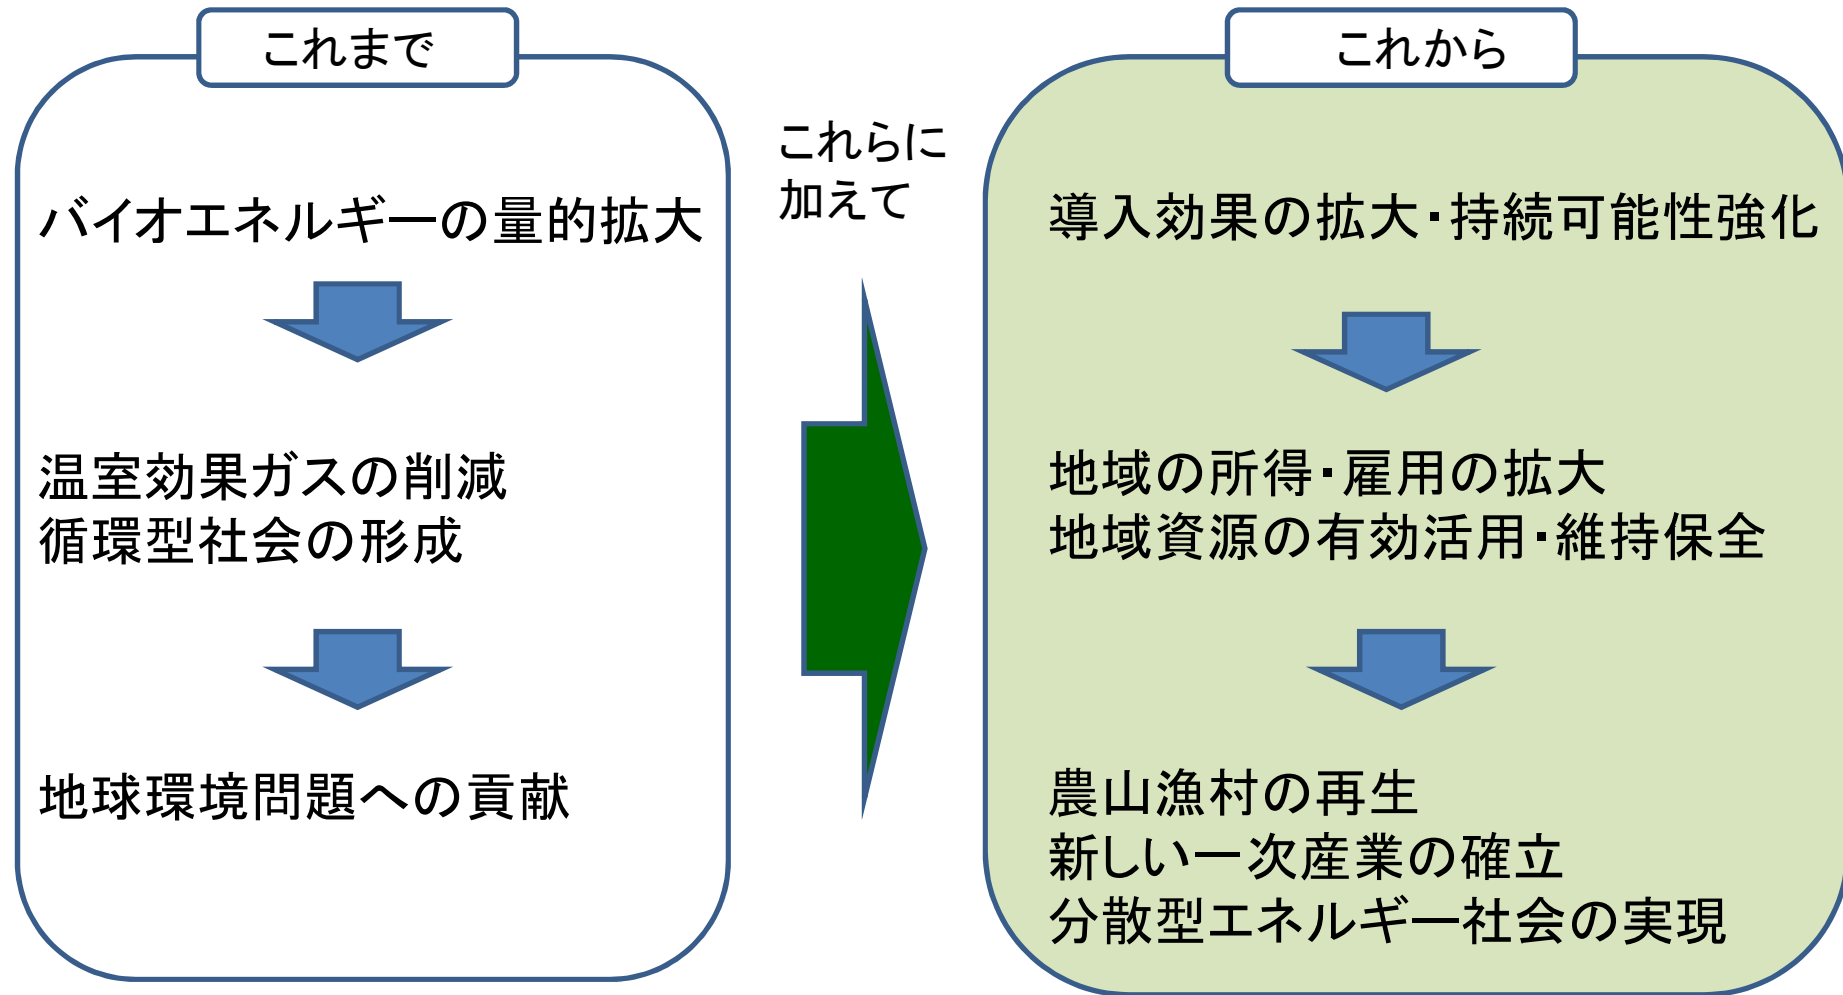 これまで
バイオエネルギーの量的拡大
温室効果ガスの削減
循環型社会の形成
地球環境問題への貢献
これらに
加えて
これから
導入効果の拡大・持続可能性強化
地域の所得・雇用の拡大
地域資源の有効活用・維持保全
農山漁村の再生
新しい一次産業の確立
分散型エネルギー社会の実現